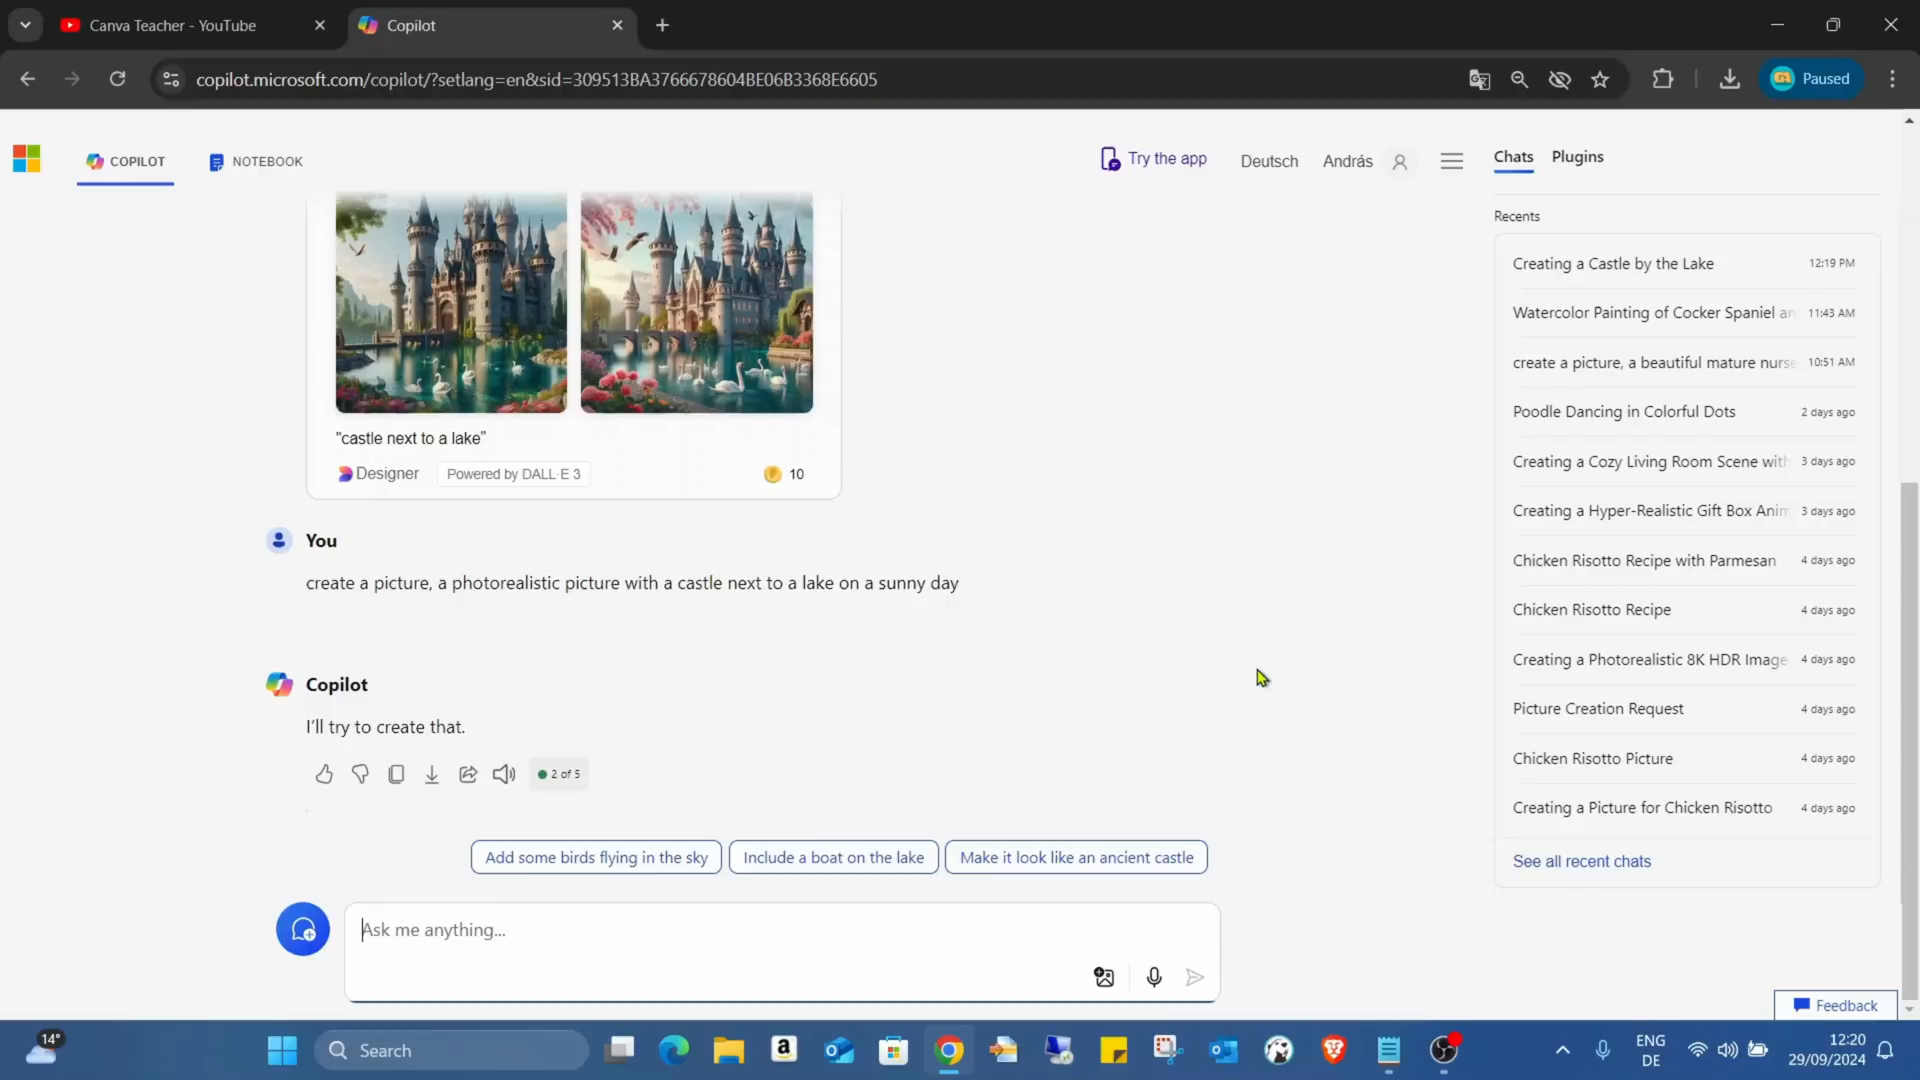 Canva Teacher - YouTube
Copilot
copilot.microsoft.com/copilot/?setlang=en&sid=309513BA3766678604BE06B3368E6605
Paused
COPILOT
NOTEBOOK
Try the app
Deutsch
András
Chats
Plugins
"castle next to a lake"
Designer
Powered by DALL·E 3
10
You
create a picture, a photorealistic picture with a castle next to a lake on a sunny day
Copilot
I'll try to create that.
2 of 5
Add some birds flying in the sky
Include a boat on the lake
Make it look like an ancient castle
Ask me anything...
Recents
Creating a Castle by the Lake 12:19 PM
Watercolor Painting of Cocker Spaniel an 11:43 AM
create a picture, a beautiful mature nurse 10:51 AM
Poodle Dancing in Colorful Dots 2 days ago
Creating a Cozy Living Room Scene with 3 days ago
Creating a Hyper-Realistic Gift Box Anim 3 days ago
Chicken Risotto Recipe with Parmesan 4 days ago
Chicken Risotto Recipe 4 days ago
Creating a Photorealistic 8K HDR Image 4 days ago
Picture Creation Request 4 days ago
Chicken Risotto Picture 4 days ago
Creating a Picture for Chicken Risotto 4 days ago
See all recent chats
Feedback
14°
Search
ENG
DE
12:20
29/09/2024